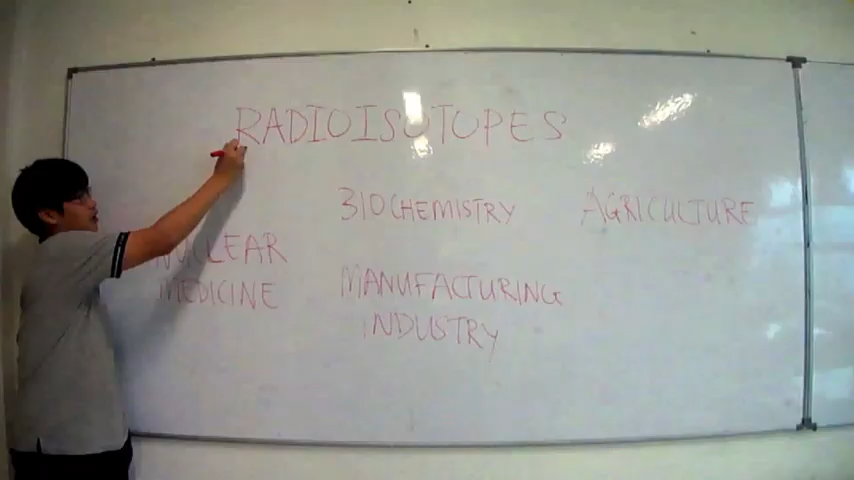 RADIOISOTOPES
BIOCHEMISTRY
AGRICULTURE
NUCLEAR
MEDICINE
MANUFACTURING
INDUSTRY